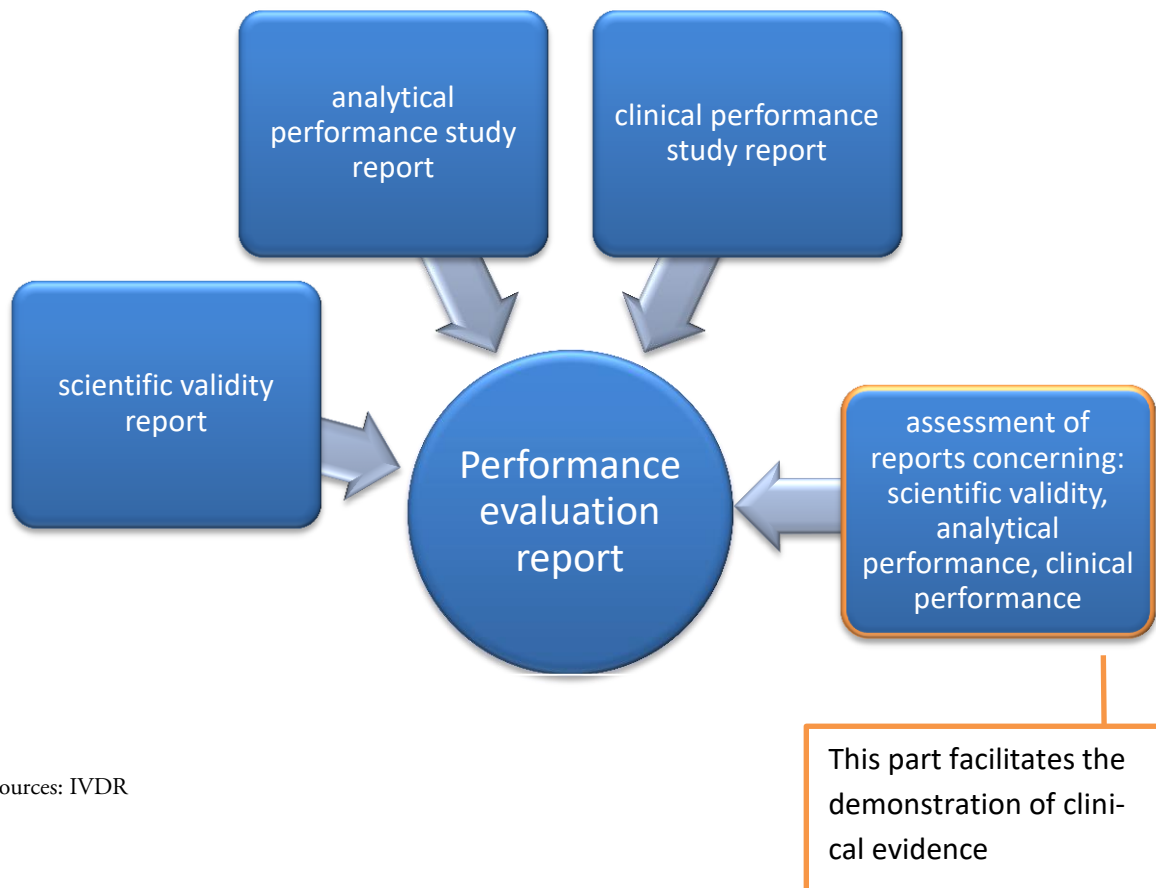 analytical
performance study
report
clinical performance
study report
scientific validity
report
Performance
evaluation
report
assessment of
reports concerning:
scientific validity,
analytical
performance, clinical
performance
This part facilitates the
demonstration of clini-
cal evidence
ources: IVDR